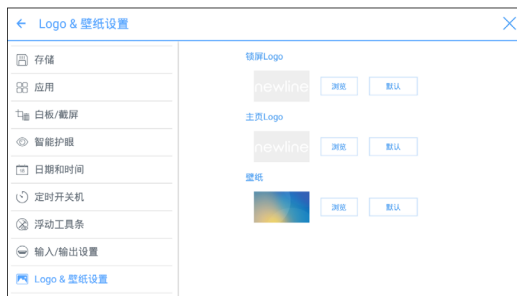 Logo & 壁纸设置
存储
应用
白板/截屏
智能护眼
日期和时间
定时开关机
浮动工具条
输入/输出设置
Logo & 壁纸设置
锁屏Logo
newline 浏览 默认
主页Logo
newline 浏览 默认
壁纸
浏览 默认